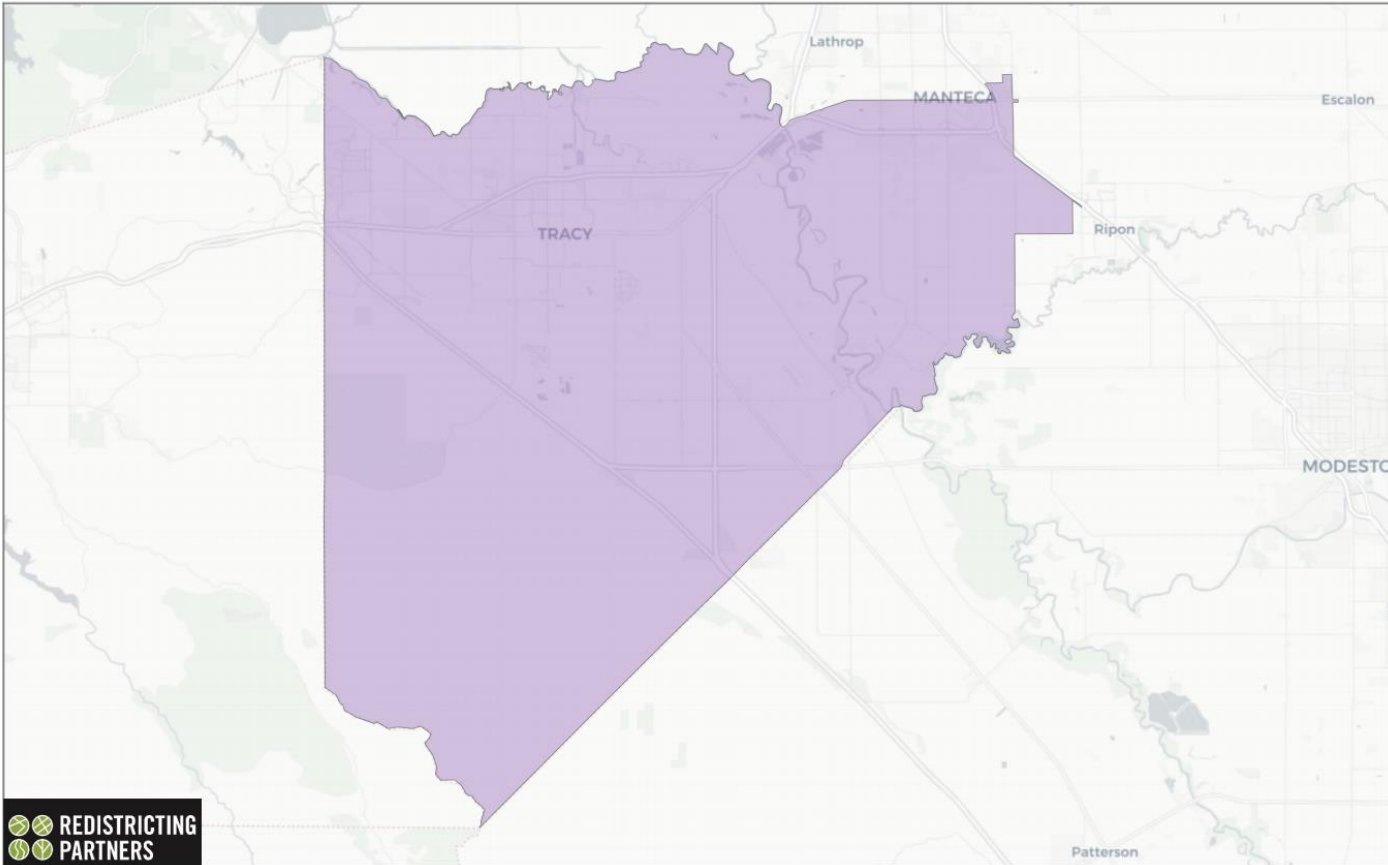 Lathrop
MANTECA
Escalon
TRACY
Ripon
MODESTO
Patterson
REDISTRICTING
PARTNERS